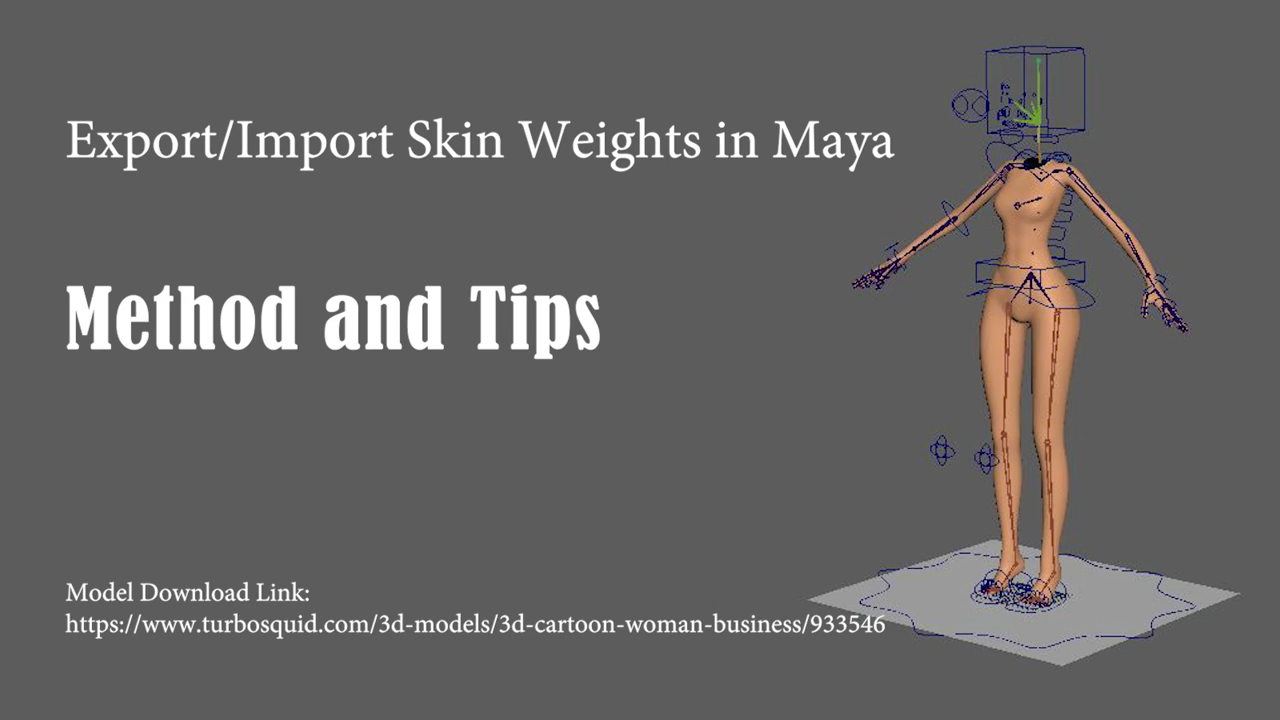 Export/Import Skin Weights in Maya
Method and Tips
Model Download Link:
https://www.turbosquid.com/3d-models/3d-cartoon-woman-business/933546